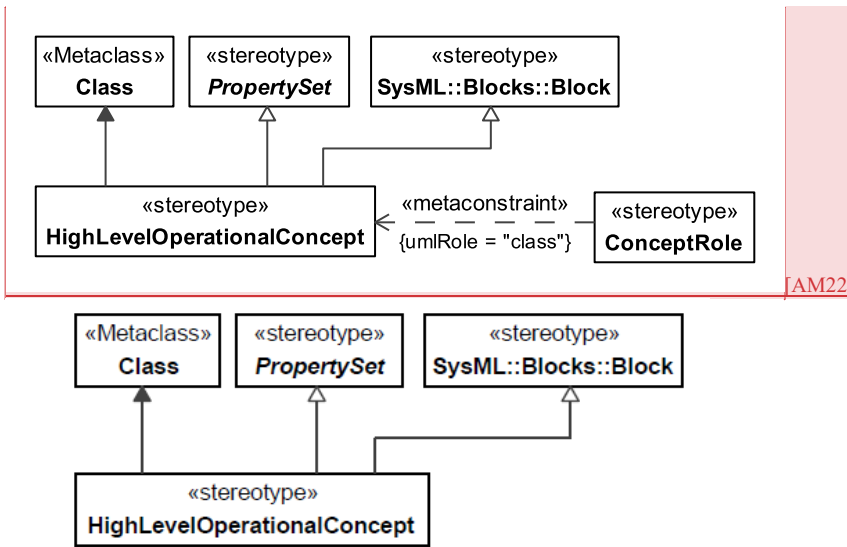 «Metaclass»
Class
«stereotype»
PropertySet
«stereotype»
SysML::Blocks::Block
«stereotype»
HighLevelOperationalConcept
«metaconstraint»
{umlRole = "class"}
«stereotype»
ConceptRole
[AM22
«Metaclass»
Class
«stereotype»
PropertySet
«stereotype»
SysML::Blocks::Block
«stereotype»
HighLevelOperationalConcept